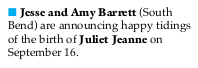 ■ Jesse and Amy Barrett (South
Bend) are announcing happy tidings
of the birth of Juliet Jeanne on
September 16.